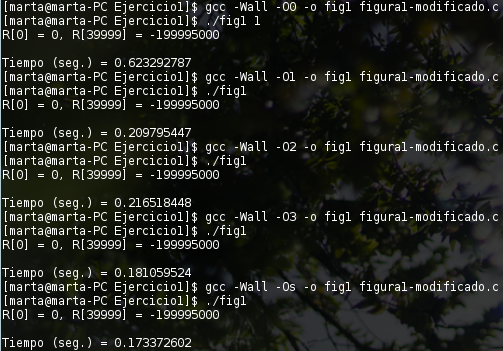 [marta@marta-PC Ejercicio1]$ gcc -Wall -O0 -o fig1 figura1-modificado.c
[marta@marta-PC Ejercicio1]$ ./fig1 1
R[0] = 0, R[39999] = -199995000
Tiempo (seg.) = 0.623292787
[marta@marta-PC Ejercicio1]$ gcc -Wall -O1 -o fig1 figura1-modificado.c
[marta@marta-PC Ejercicio1]$ ./fig1
R[0] = 0, R[39999] = -199995000
Tiempo (seg.) = 0.209795447
[marta@marta-PC Ejercicio1]$ gcc -Wall -O2 -o fig1 figura1-modificado.c
[marta@marta-PC Ejercicio1]$ ./fig1
R[0] = 0, R[39999] = -199995000
Tiempo (seg.) = 0.216518448
[marta@marta-PC Ejercicio1]$ gcc -Wall -O3 -o fig1 figura1-modificado.c
[marta@marta-PC Ejercicio1]$ ./fig1
R[0] = 0, R[39999] = -199995000
Tiempo (seg.) = 0.181059524
[marta@marta-PC Ejercicio1]$ gcc -Wall -Os -o fig1 figura1-modificado.c
[marta@marta-PC Ejercicio1]$ ./fig1
R[0] = 0, R[39999] = -199995000
Tiempo (seg.) = 0.173372602